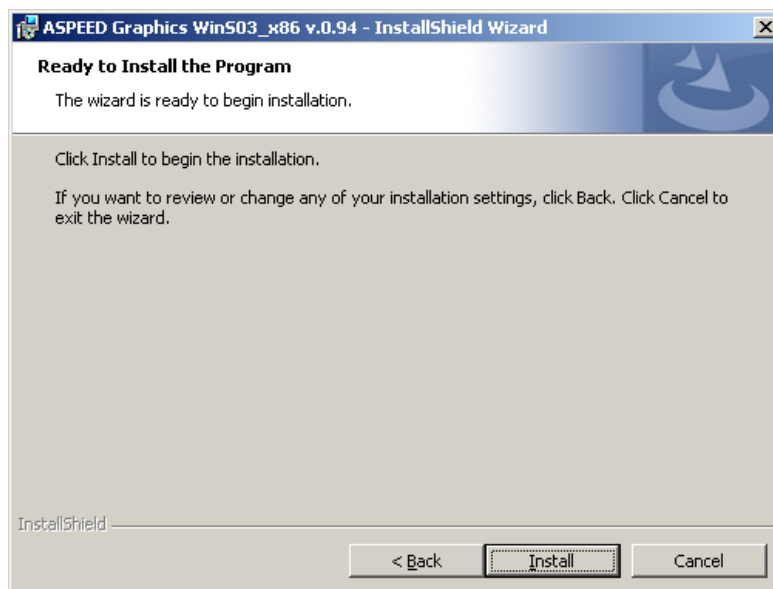 ASPEED Graphics WinS03_x86 v.0.94 - InstallShield Wizard
Ready to Install the Program
The wizard is ready to begin installation.
Click Install to begin the installation.
If you want to review or change any of your installation settings, click Back. Click Cancel to
exit the wizard.
InstallShield
< Back
Install
Cancel